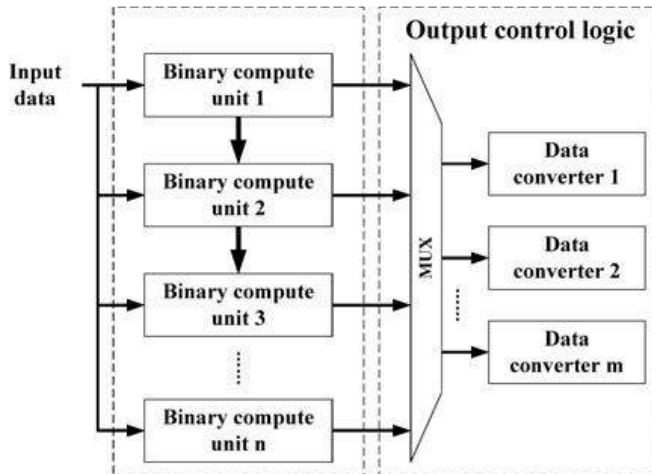 Output control logic
Input
data
Binary compute
unit 1
Binary compute
unit 2
Binary compute
unit 3
Binary compute
unit n
MUX
Data
converter 1
Data
converter 2
Data
converter m